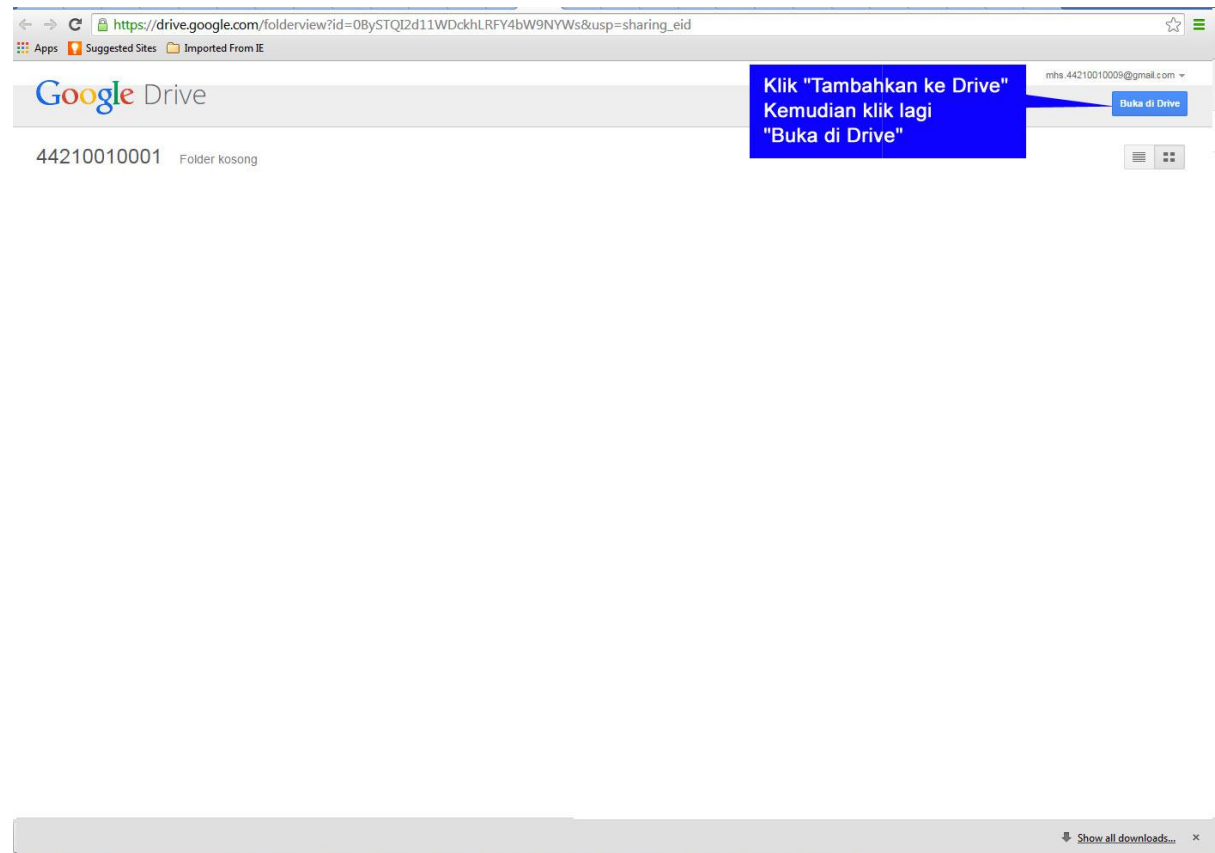 https://drive.google.com/folderview?id=0BySTQI2d11WDckhLRFY4bW9NYWs&usp=sharing_eid
Apps Suggested Sites Imported From IE
mhs.44210010009@gmail.com
Google Drive
Klik "Tambahkan ke Drive"
Kemudian klik lagi
"Buka di Drive"
Buka di Drive
44210010001 Folder kosong
Show all downloads...